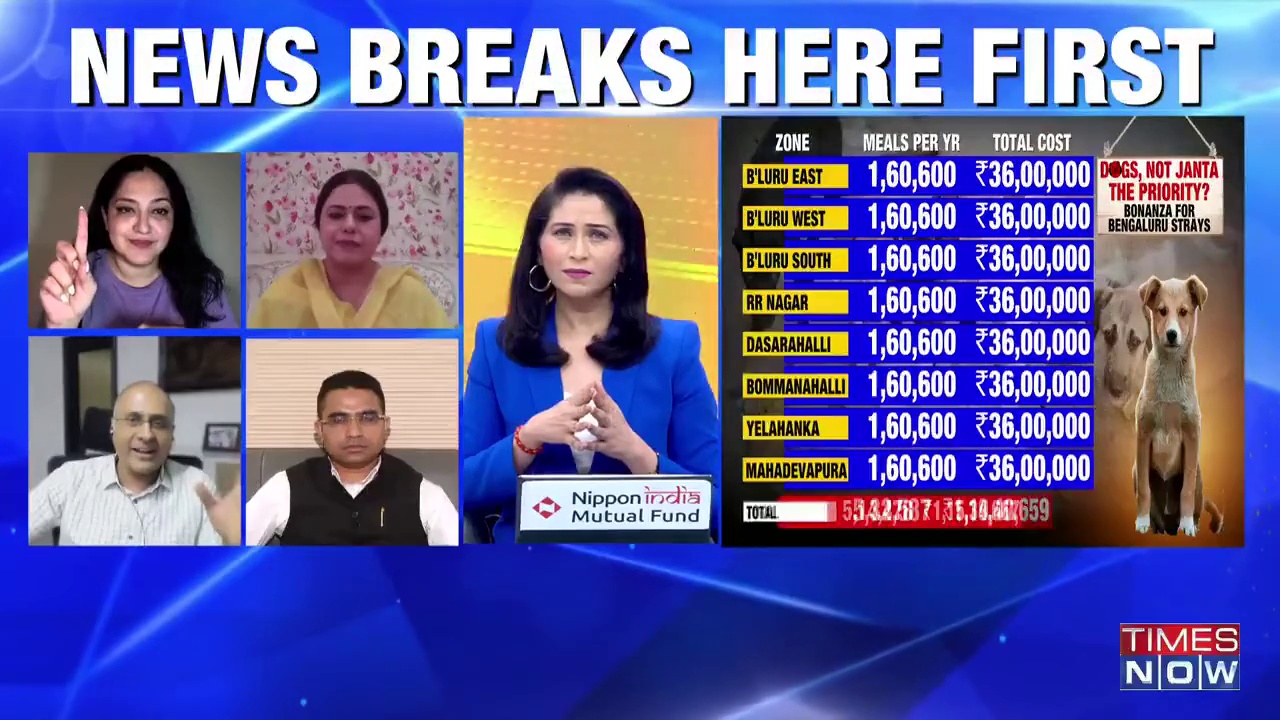 NEWS BREAKS HERE FIRST
ZONE MEALS PER YR TOTAL COST
B'LURU EAST 1,60,600 ₹36,00,000
B'LURU WEST 1,60,600 ₹36,00,000
B'LURU SOUTH 1,60,600 ₹36,00,000
RR NAGAR 1,60,600 ₹36,00,000
DASARAHALLI 1,60,600 ₹36,00,000
BOMMANAHALLI 1,60,600 ₹36,00,000
YELAHANKA 1,60,600 ₹36,00,000
MAHADEVAPURA 1,60,600 ₹36,00,000
TOTAL
DOGS, NOT JANTA
THE PRIORITY?
BONANZA FOR
BENGALURU STRAYS
Nippon india
Mutual Fund
TIMES
NOW